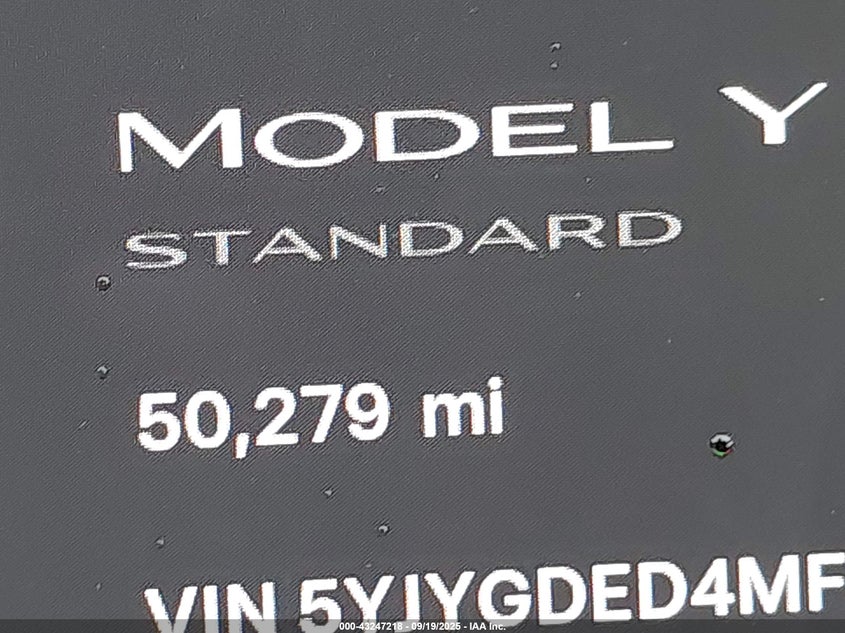 MODEL Y
STANDARD
50,279 mi
VIN 5YJYGDED4MF
000-43247218 - 09/19/2025 - IAA Inc.